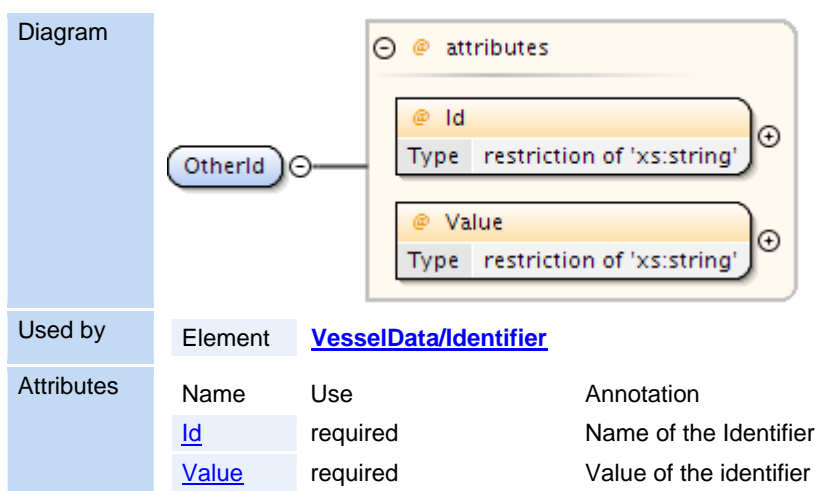 Diagram
@ attributes
@ Id
Type restriction of 'xs:string'
OtherId
@ Value
Type restriction of 'xs:string'
Used by
Element VesselData/Identifier
Attributes
Name Use Annotation
Id required Name of the Identifier
Value required Value of the identifier